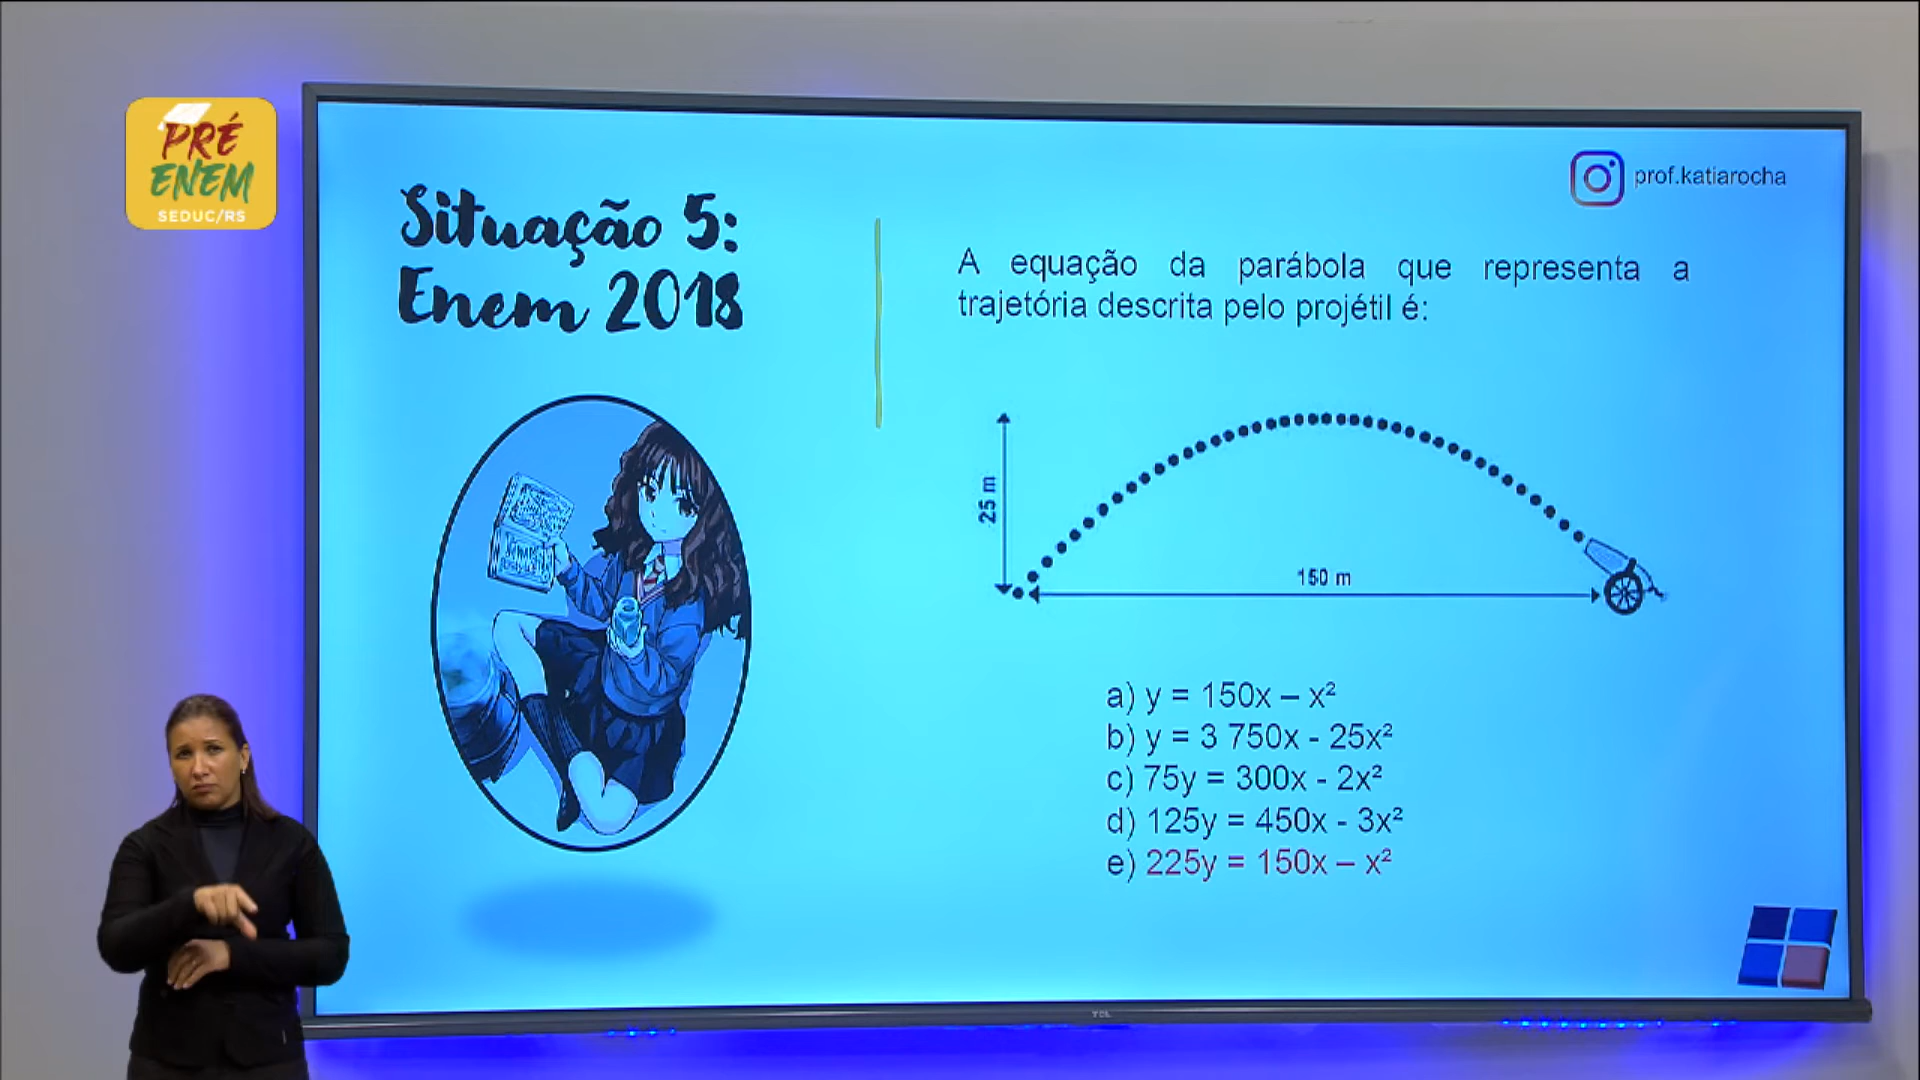 PRÉ
ENEM
SEDUC/RS
Situação 5:
Enem 2018
prof.katiarocha
A equação da parábola que representa a
trajetória descrita pelo projétil é:
25 m
150 m
a) y = 150x – x²
b) y = 3 750x - 25x²
c) 75y = 300x - 2x²
d) 125y = 450x - 3x²
e) 225y = 150x – x²
TCL